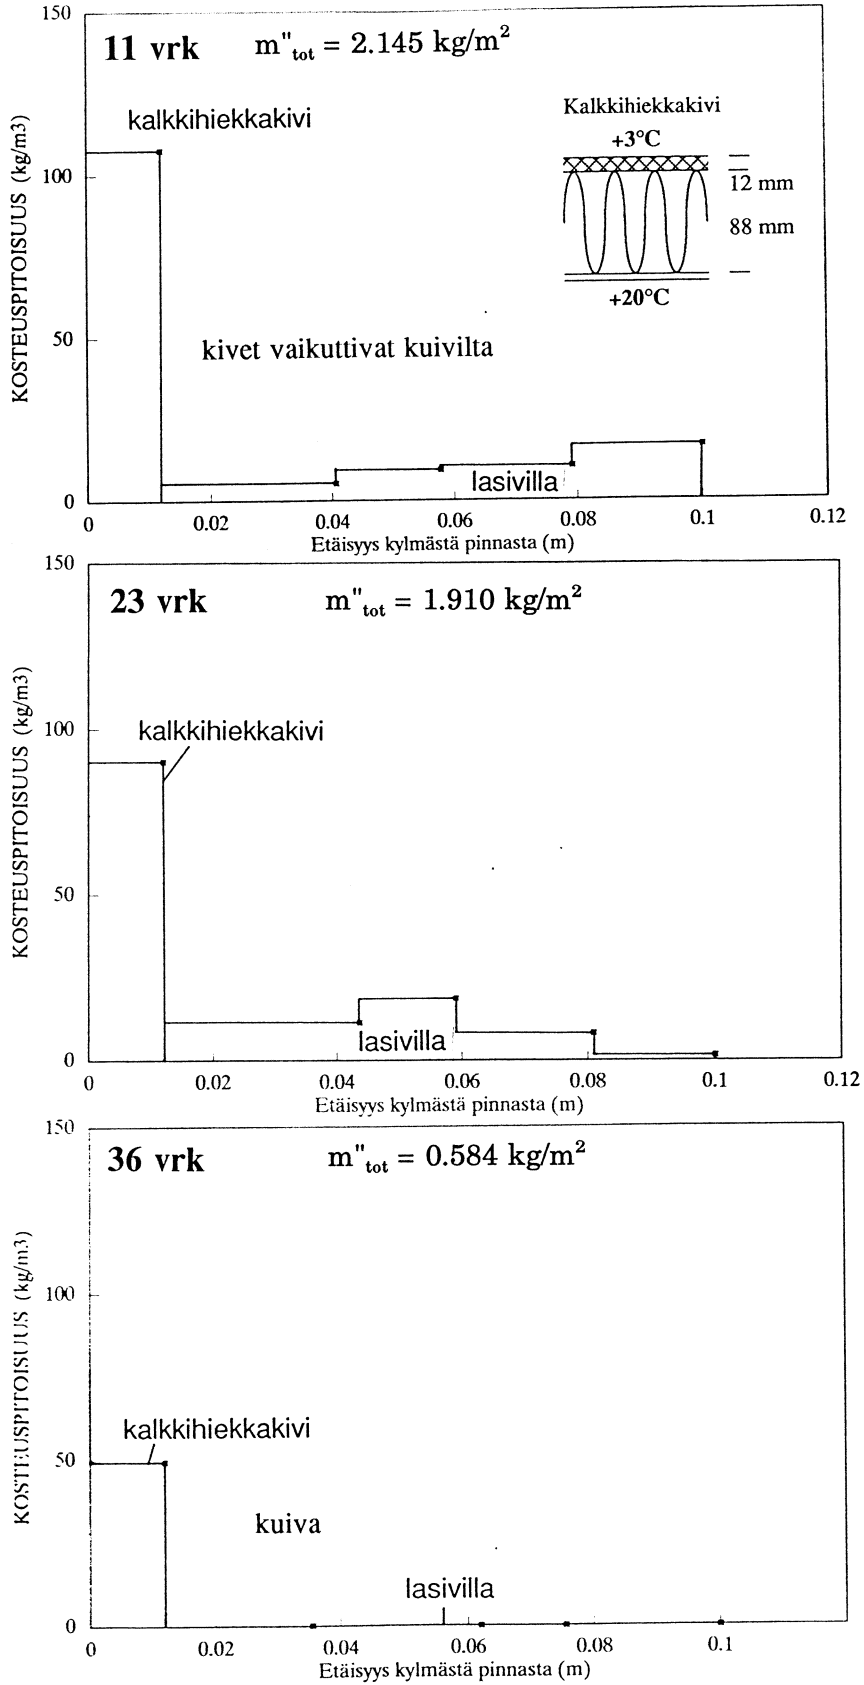 150
11 vrk m"tot = 2.145 kg/m2
kalkkihiekkakivi
Kalkkihiekkakivi
+3°C
12 mm
88 mm
+20°C
100
50
0
KOSTEUSPITOISUUS (kg/m3)
kivet vaikuttivat kuivilta
lasivilla
0 0.02 0.04 0.06 0.08 0.1 0.12
Etäisyys kylmästä pinnasta (m)
150
23 vrk m"tot = 1.910 kg/m2
100
kalkkihiekkakivi
50
0
KOSTEUSPITOISUUS (kg/m3)
lasivilla
0 0.02 0.04 0.06 0.08 0.1 0.12
Etäisyys kylmästä pinnasta (m)
150
36 vrk m"tot = 0.584 kg/m2
100
kalkkihiekkakivi
50
0
KOSTEUSPITOISUUS (kg/m3)
kuiva
lasivilla
0 0.02 0.04 0.06 0.08 0.1
Etäisyys kylmästä pinnasta (m)